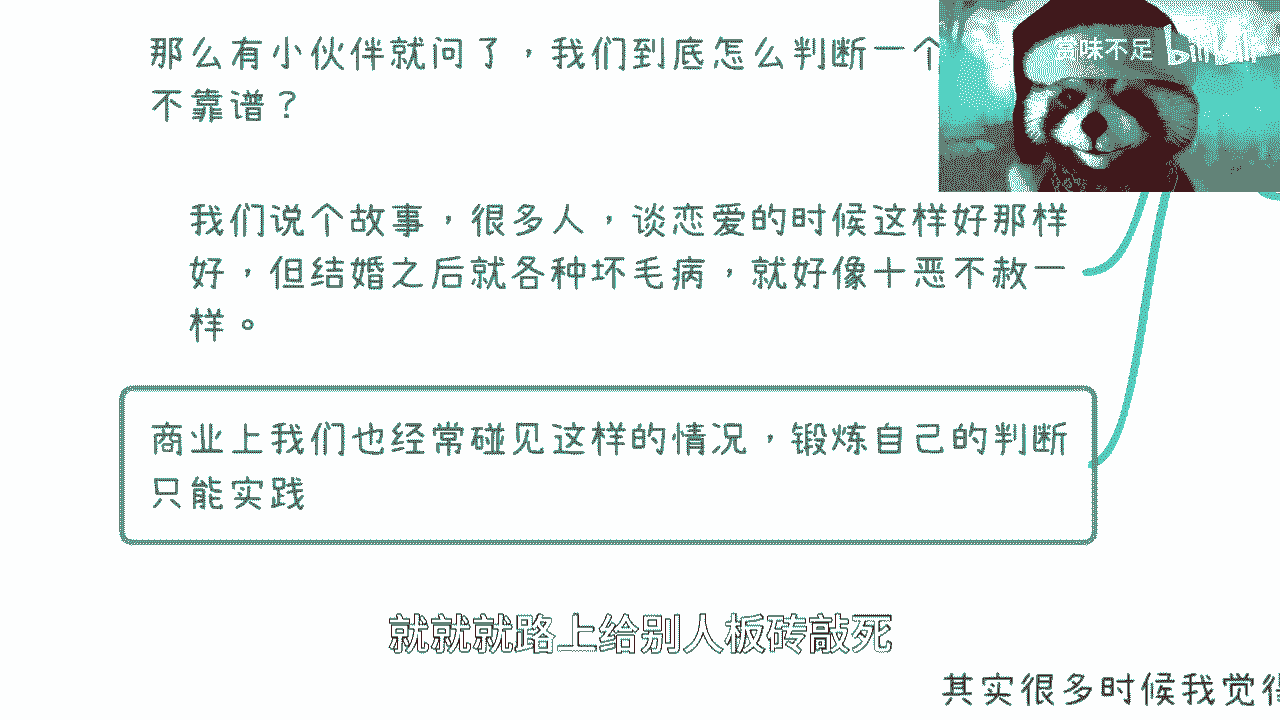 那么有小伙伴就问了，我们到底怎么判断一个
不靠谱？
味不足 bilibili
我们说个故事，很多人，谈恋爱的时候这样好那样
好，但结婚之后就各种坏毛病，就好像十恶不赦一
样。
商业上我们也经常碰见这样的情况，锻炼自己的判断
只能实践
就就就路上给别人板砖敲死
其实很多时候我觉得